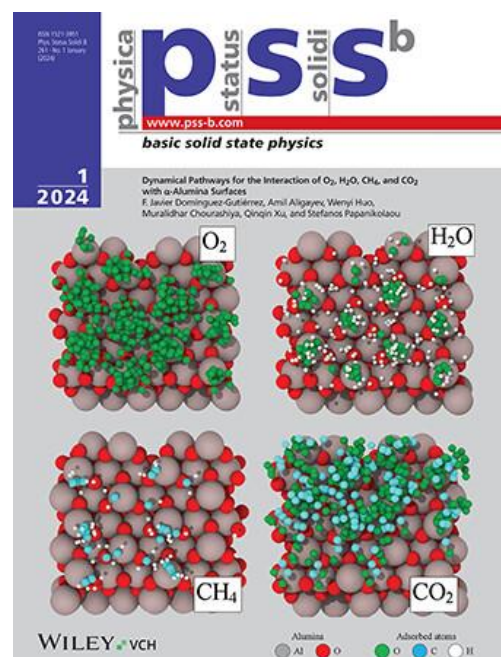 ISSN 1521-3951
Phys. Status Solidi B
261 · No. 1 January
(2024)
physica
status
solidi
pss b
www.pss-b.com
basic solid state physics
1
2024
Dynamical Pathways for the Interaction of O₂, H₂O, CH₄, and CO₂
with α-Alumina Surfaces
F. Javier Domínguez-Gutiérrez, Amil Aligayev, Wenyi Huo,
Muralidhar Chourashiya, Qinqin Xu, and Stefanos Papanikolaou
O₂
H₂O
CH₄
CO₂
WILEY-VCH
Alumina
Al
O
Adsorbed atoms
O
C
H